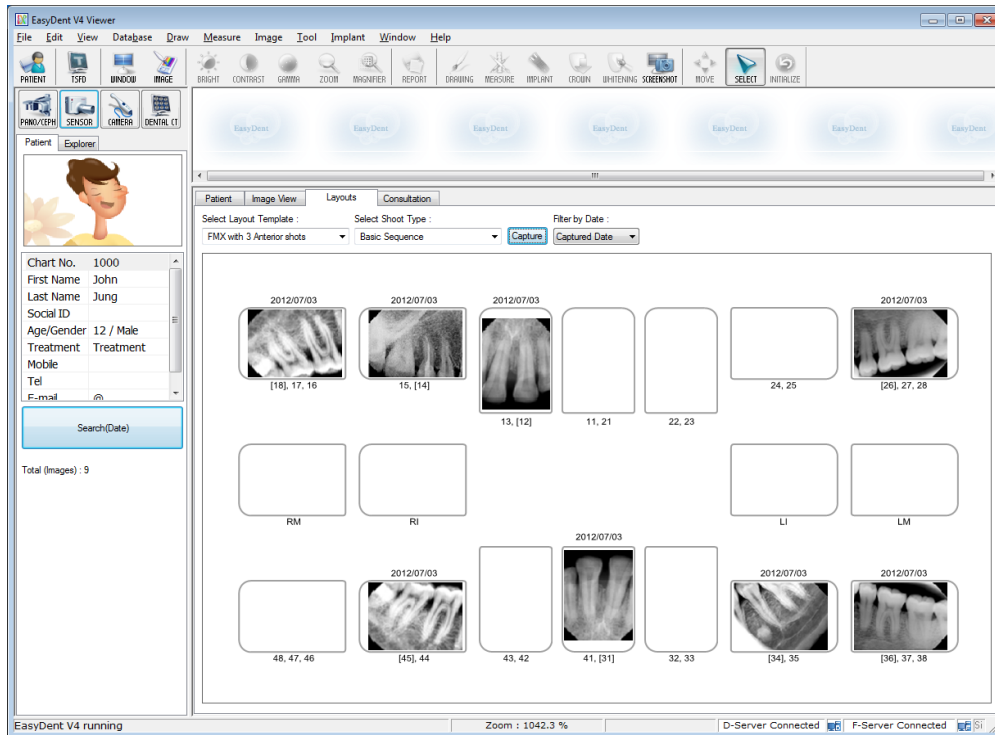 EasyDent V4 Viewer
File Edit View Database Draw Measure Image Tool Implant Window Help
PATIENT TSFD WINDOW IMAGE BRIGHT CONTRAST GAMMA ZOOM MAGNIFIER REPORT DRAWING MEASURE IMPLANT CROWN WHITENING SCREENSHOT MOVE SELECT INITIALIZE
PANO/CEPH SENSOR CAMERA DENTAL CT
EasyDent EasyDent EasyDent EasyDent EasyDent EasyDent
Patient Explorer
Chart No. 1000
First Name John
Last Name Jung
Social ID
Age/Gender 12 / Male
Treatment Treatment
Mobile
Tel
E-mail @
Search(Date)
Total (Images) : 9
Patient Image View Layouts Consultation
Select Layout Template : Select Shoot Type : Filter by Date :
FMX with 3 Anterior shots Basic Sequence Capture Captured Date
2012/07/03 2012/07/03 2012/07/03 2012/07/03
[18], 17, 16 15, [14] 24, 25 [26], 27, 28
13, [12] 11, 21 22, 23
RM RI LI LM
2012/07/03
2012/07/03 2012/07/03 2012/07/03
48, 47, 46 [45], 44 43, 42 41, [31] 32, 33 [34], 35 [36], 37, 38
EasyDent V4 running Zoom : 1042.3 % D-Server Connected F-Server Connected Si